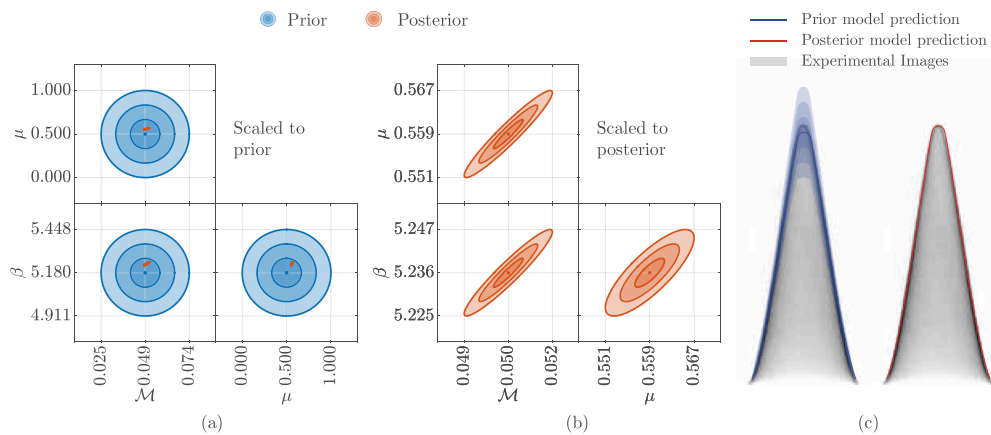 Prior Posterior
1.000
0.500
0.000
μ
Scaled to
prior
5.448
5.180
4.911
β
0.025 0.049 0.074
ℳ
0.000 0.500 1.000
μ
(a)
0.567
0.559
0.551
μ
Scaled to
posterior
5.247
5.236
5.225
β
0.049 0.050 0.052
ℳ
0.551 0.559 0.567
μ
(b)
Prior model prediction
Posterior model prediction
Experimental Images
(c)